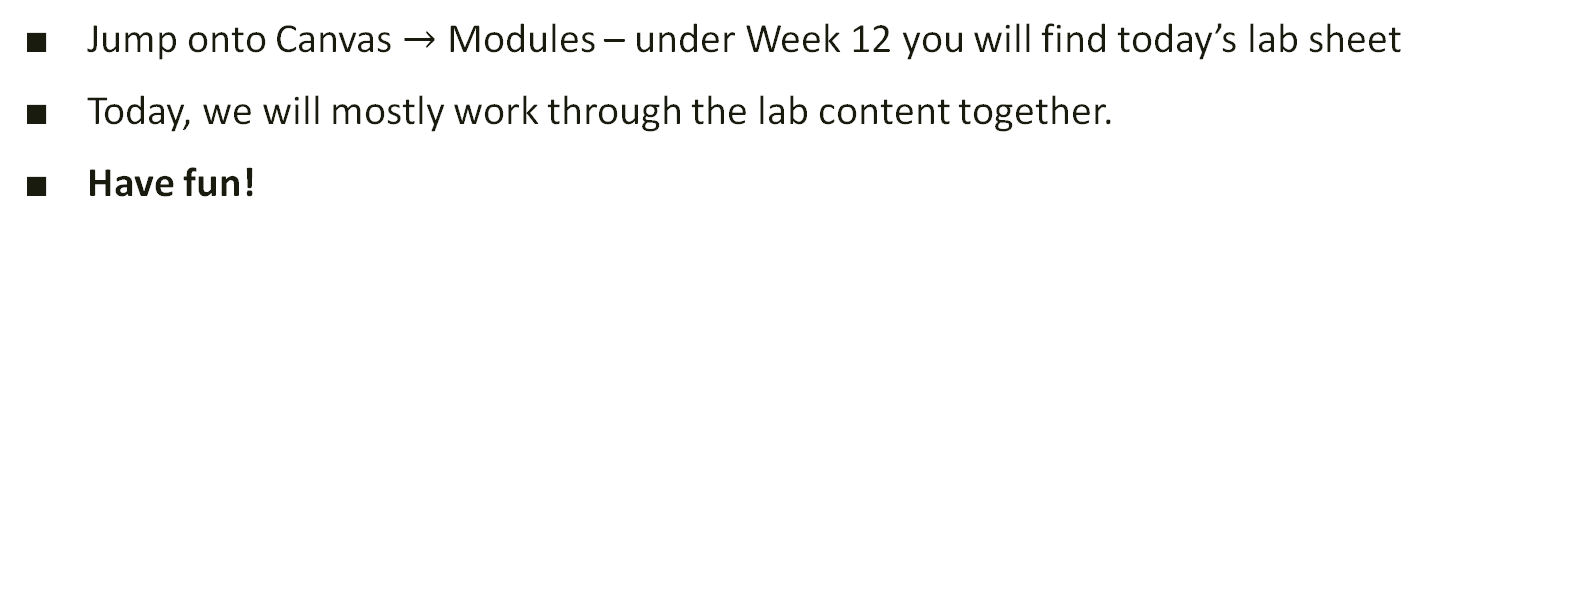 ■ Jump onto Canvas → Modules – under Week 12 you will find today’s lab sheet
■ Today, we will mostly work through the lab content together.
■ Have fun!